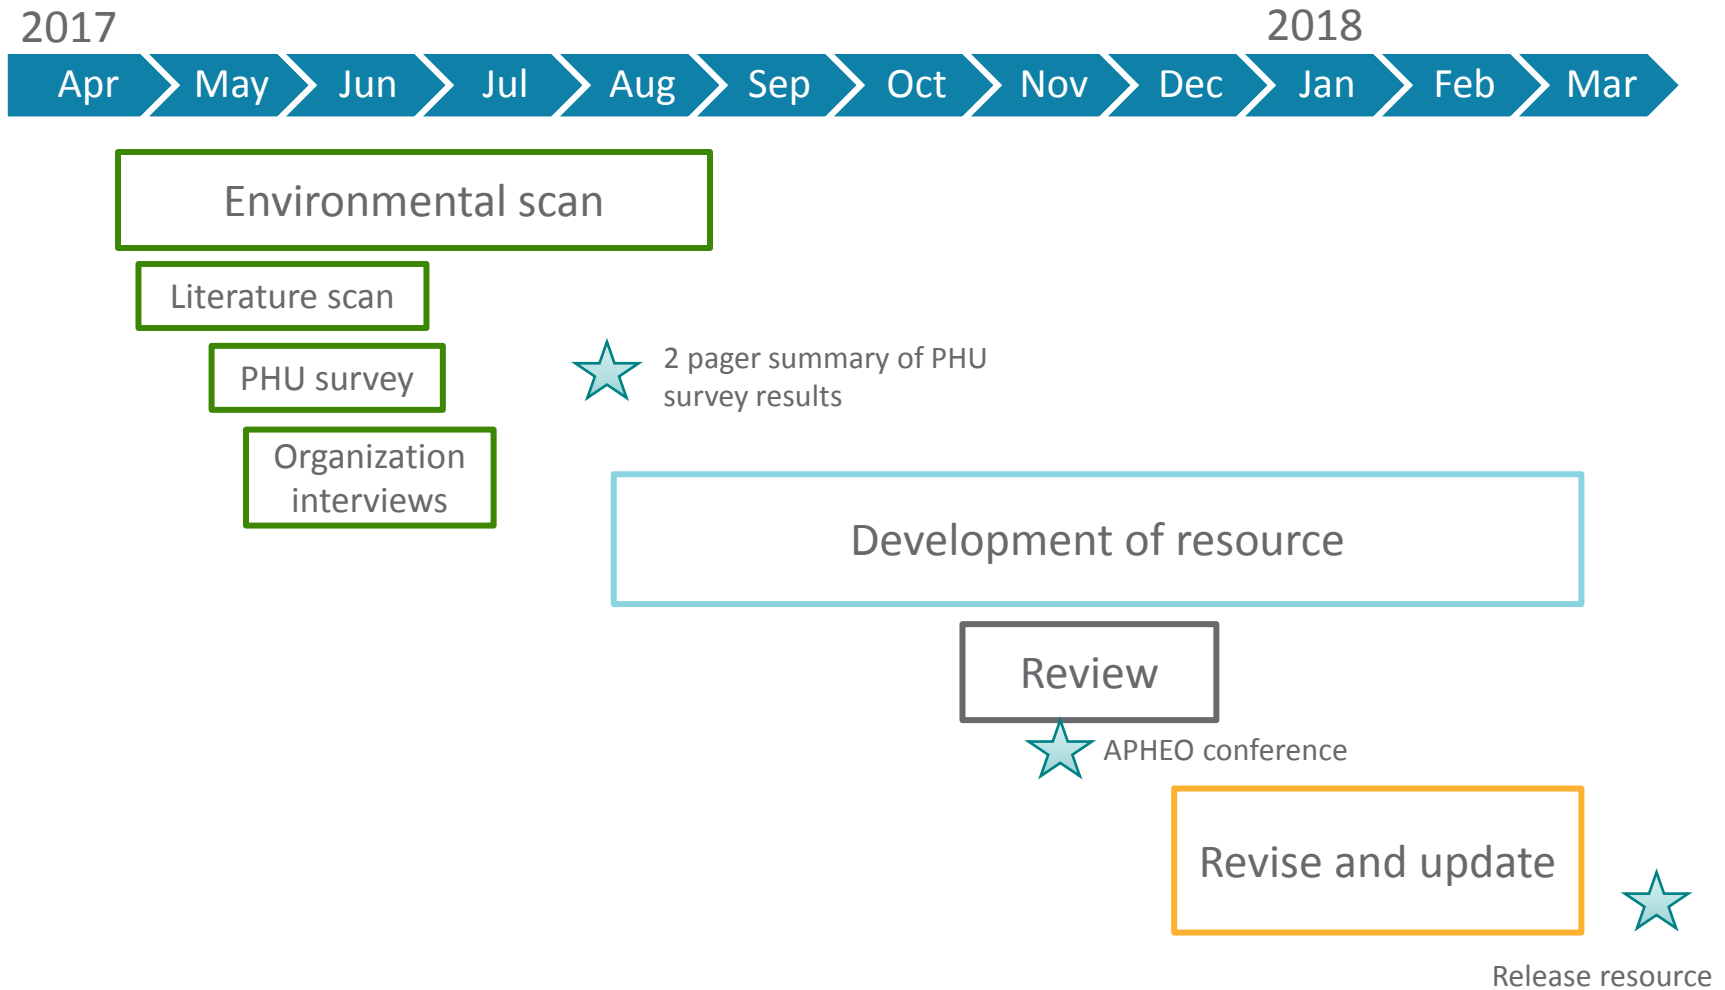 2017
2018
Apr May Jun Jul Aug Sep Oct Nov Dec Jan Feb Mar
Environmental scan
Literature scan
PHU survey
2 pager summary of PHU
survey results
Organization
interviews
Development of resource
Review
APHEO conference
Revise and update
Release resource